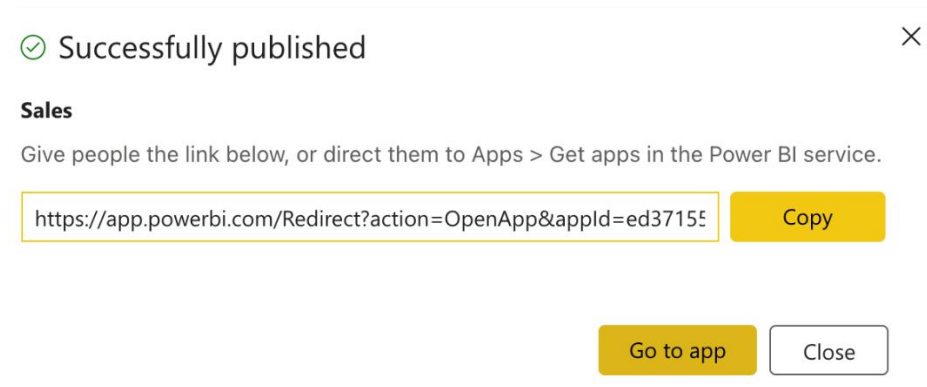 Successfully published
Sales
Give people the link below, or direct them to Apps > Get apps in the Power BI service.
https://app.powerbi.com/Redirect?action=OpenApp&appId=ed37155
Copy
Go to app
Close